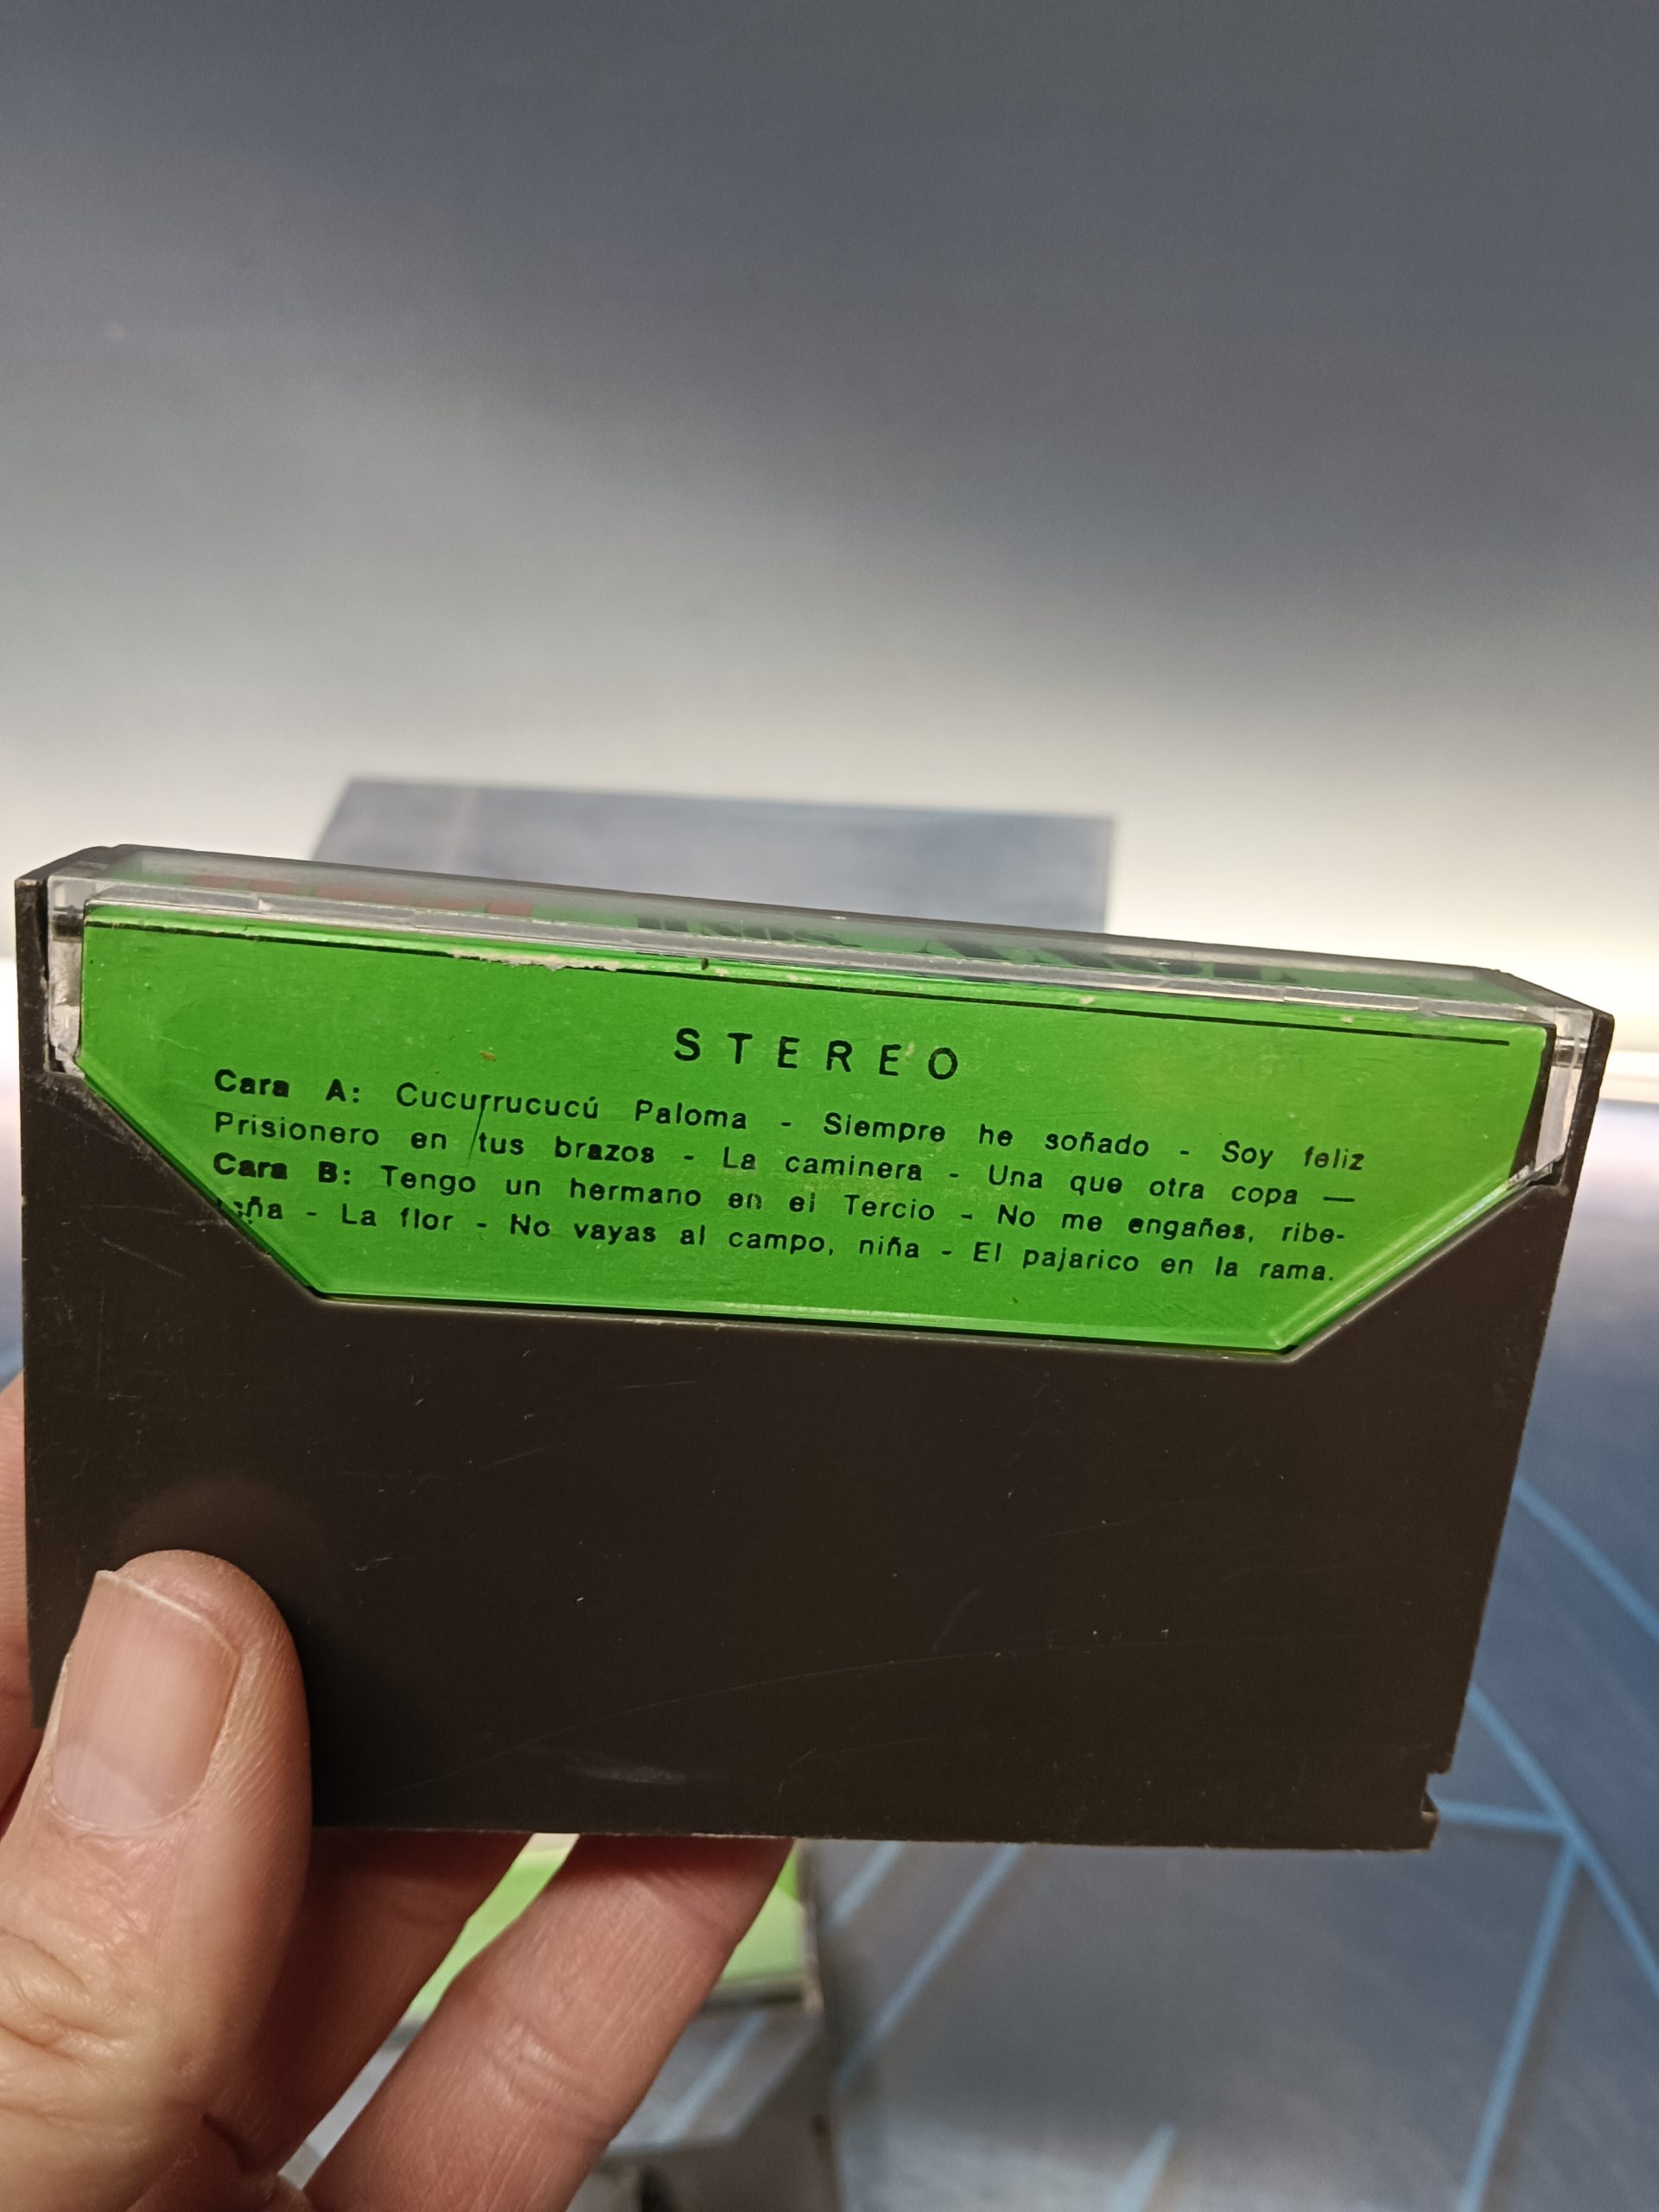 STEREO
Cara A: Cucurrucucú Paloma - Siempre he soñado - Soy feliz
Prisionero en tus brazos - La caminera - Una que otra copa —
Cara B: Tengo un hermano en el Tercio - No me engañes, ribe-
- La flor - No vayas al campo, niña - El pajarico en la rama.